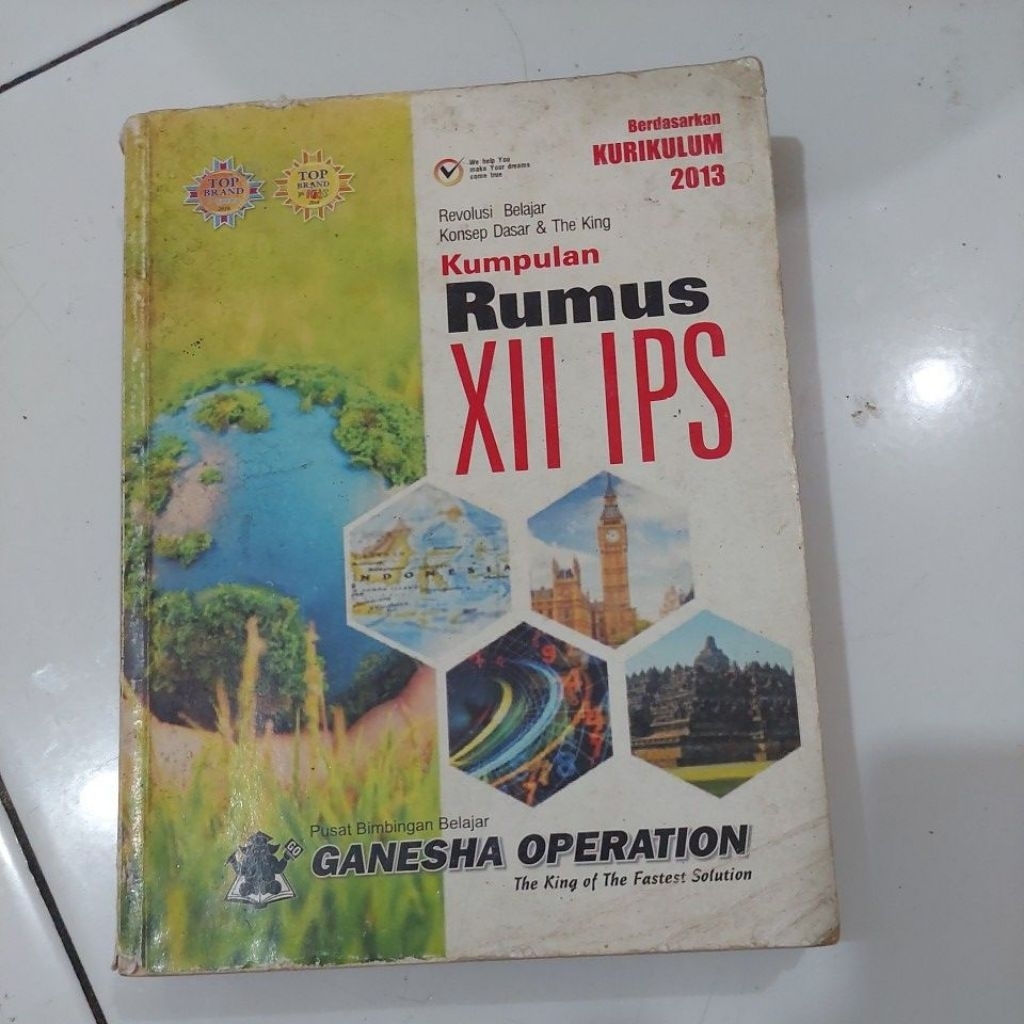 Berdasarkan
KURIKULUM
2013
TOP
BRAND
TOP
BRAND
We help You
make Your dreams
come true
Revolusi Belajar
Konsep Dasar & The King
Kumpulan
Rumus
XII IPS
INDONESIA
Pusat Bimbingan Belajar
GO
GANESHA OPERATION
The King of The Fastest Solution